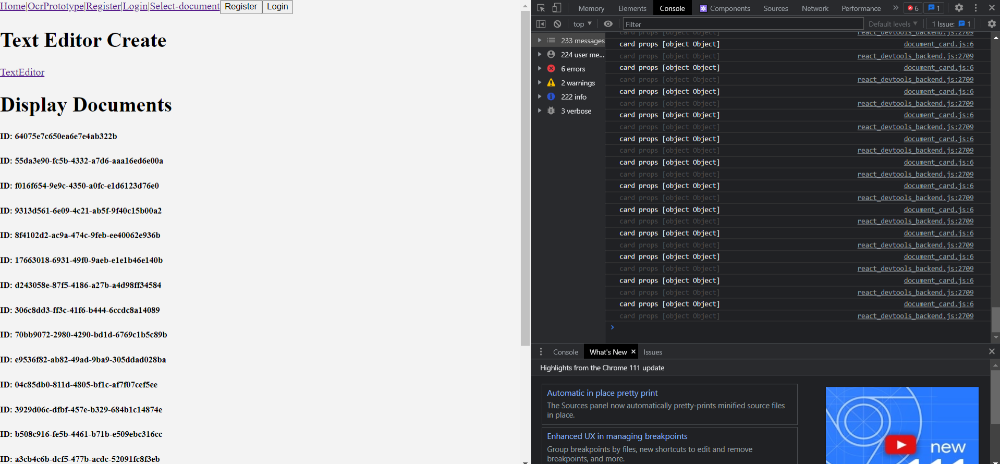 Home|OcrPrototype|Register|Login|Select-document Register Login
Text Editor Create
TextEditor
Display Documents
ID: 64075e7c650ea6e7e4ab322b
ID: 55da3e90-fc5b-4332-a7d6-aaa16ed6e00a
ID: f016f654-9e9c-4350-a0fc-e1d6123d76e0
ID: 9313d561-6e09-4c21-ab5f-9f40c15b00a2
ID: 8f4102d2-ac9a-474c-9feb-ee40062e936b
ID: 17663018-6931-49f0-9aeb-e1e1b46e140b
ID: d243058e-87f5-4186-a27b-a4d98ff34584
ID: 306c8dd3-ff3c-41f6-b444-6ccdc8a14089
ID: 70bb9072-2980-4290-bd1d-6769c1b5c89b
ID: e9536f82-ab82-49ad-9ba9-305ddad028ba
ID: 04c85db0-811d-4805-bf1c-af7f07cef5ee
ID: 3929d06c-dfbf-457e-b329-684b1c14874e
ID: b508c916-fe5b-4461-b71b-e509ebc316cc
ID: a3cb4c6b-dcf5-477b-acdc-52091fc8f3eb
Memory Elements Console Components Sources Network Performance » 6 1
top Filter Default levels 1 Issue: 1
233 messages
224 user me...
6 errors
2 warnings
222 info
3 verbose
card props [object Object] react_devtools_backend.js:2709
card props [object Object] document_card.js:6
card props [object Object] react_devtools_backend.js:2709
card props [object Object] document_card.js:6
card props [object Object] react_devtools_backend.js:2709
card props [object Object] document_card.js:6
card props [object Object] react_devtools_backend.js:2709
card props [object Object] document_card.js:6
card props [object Object] react_devtools_backend.js:2709
card props [object Object] document_card.js:6
card props [object Object] react_devtools_backend.js:2709
card props [object Object] document_card.js:6
card props [object Object] react_devtools_backend.js:2709
card props [object Object] document_card.js:6
card props [object Object] react_devtools_backend.js:2709
card props [object Object] document_card.js:6
card props [object Object] react_devtools_backend.js:2709
card props [object Object] document_card.js:6
card props [object Object] react_devtools_backend.js:2709
card props [object Object] document_card.js:6
card props [object Object] react_devtools_backend.js:2709
card props [object Object] document_card.js:6
card props [object Object] react_devtools_backend.js:2709
card props [object Object] document_card.js:6
card props [object Object] react_devtools_backend.js:2709
Console What's New Issues
Highlights from the Chrome 111 update
Automatic in place pretty print
The Sources panel now automatically pretty-prints minified source files
in place.
Enhanced UX in managing breakpoints
Group breakpoints by files, new shortcuts to edit and remove
breakpoints, and more.
new
111